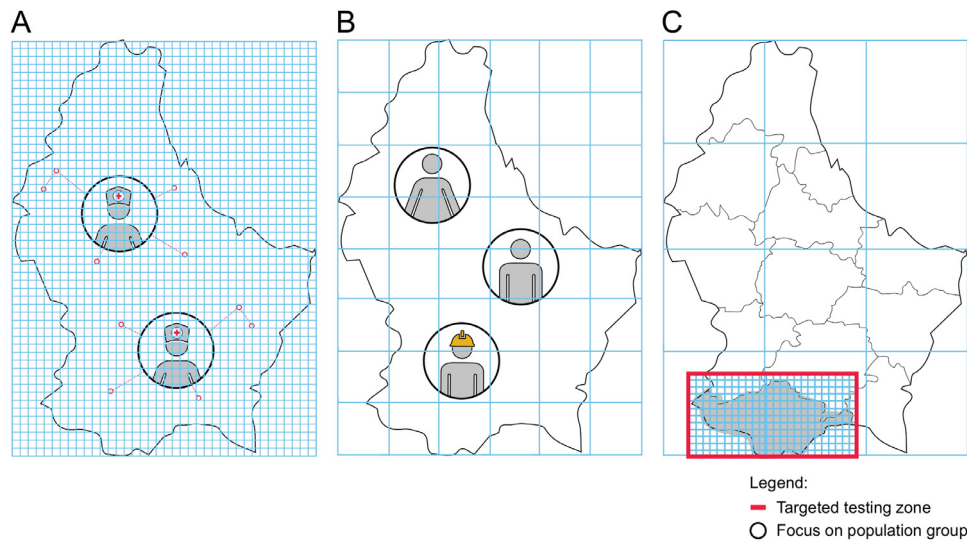 A
B
C
Legend:
Targeted testing zone
Focus on population group